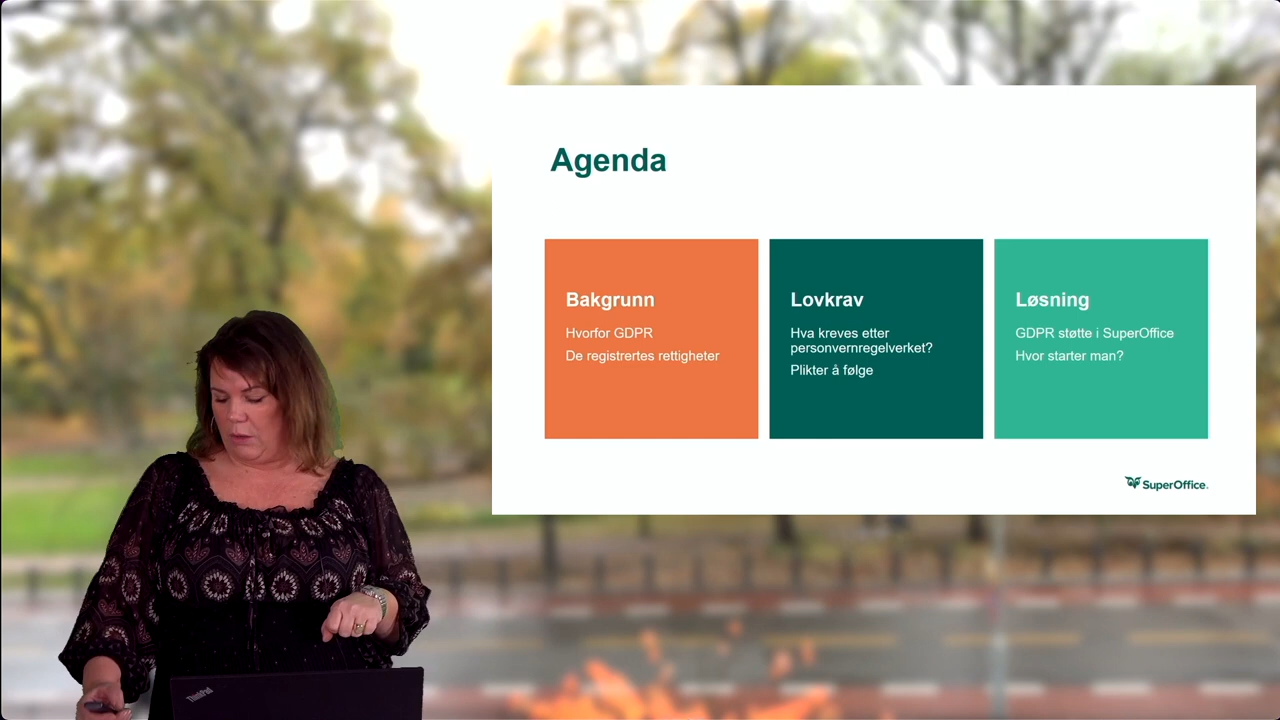 Agenda
Bakgrunn
Hvorfor GDPR
De registrertes rettigheter
Lovkrav
Hva kreves etter
personvernregelverket?
Plikter å følge
Løsning
GDPR støtte i SuperOffice
Hvor starter man?
SuperOffice.
ThinkPad